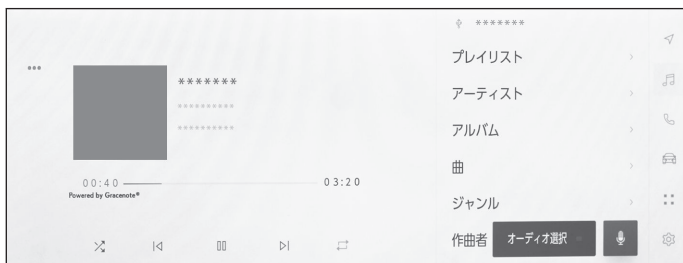 *******
**********
**********
00:40
03:20
Powered by Gracenote®
*******
プレイリスト
アーティスト
アルバム
曲
ジャンル
作曲者
オーディオ選択